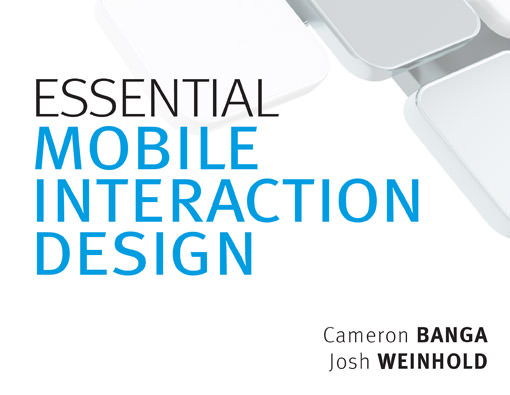 ESSENTIAL
MOBILE
INTERACTION
DESIGN
Cameron BANGA
Josh WEINHOLD